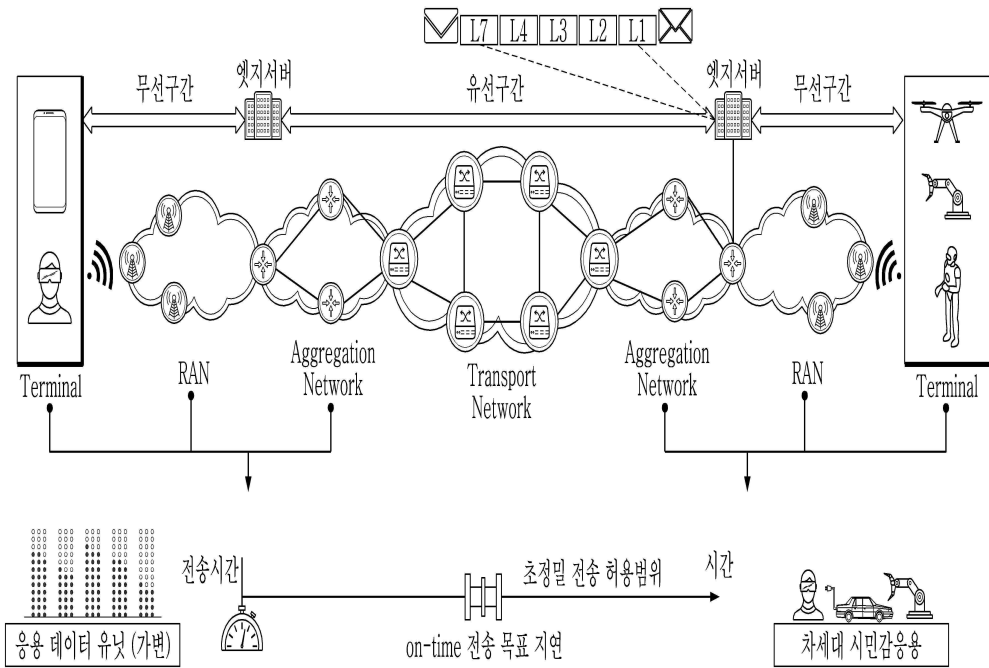 L7 L4 L3 L2 L1
무선구간
엣지서버
유선구간
엣지서버
무선구간
Terminal
RAN
Aggregation
Network
Transport
Network
Aggregation
Network
RAN
Terminal
응용 데이터 유닛 (가변)
전송시간
on-time 전송 목표 지연
초정밀 전송 허용범위
시간
차세대 시민감응용